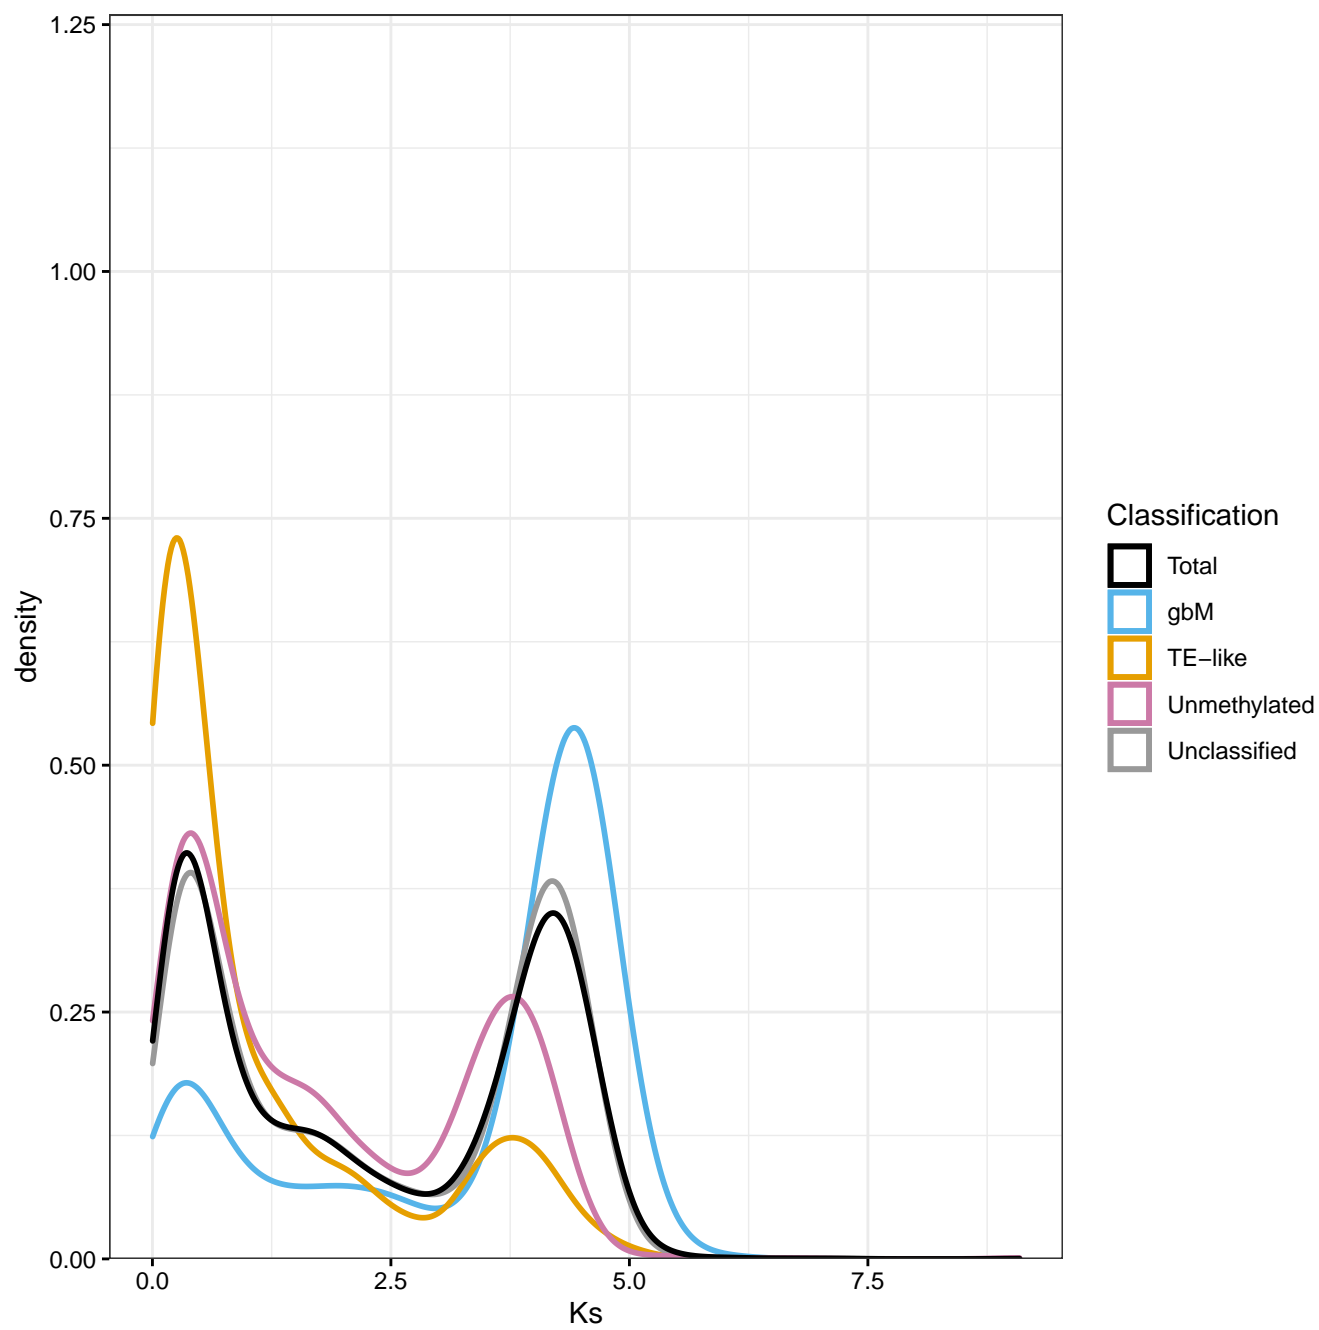 1.25
1.00
0.75
0.50
0.25
0.00
density
0.0 2.5 5.0 7.5
Ks
Classification
Total
gbM
TE−like
Unmethylated
Unclassified